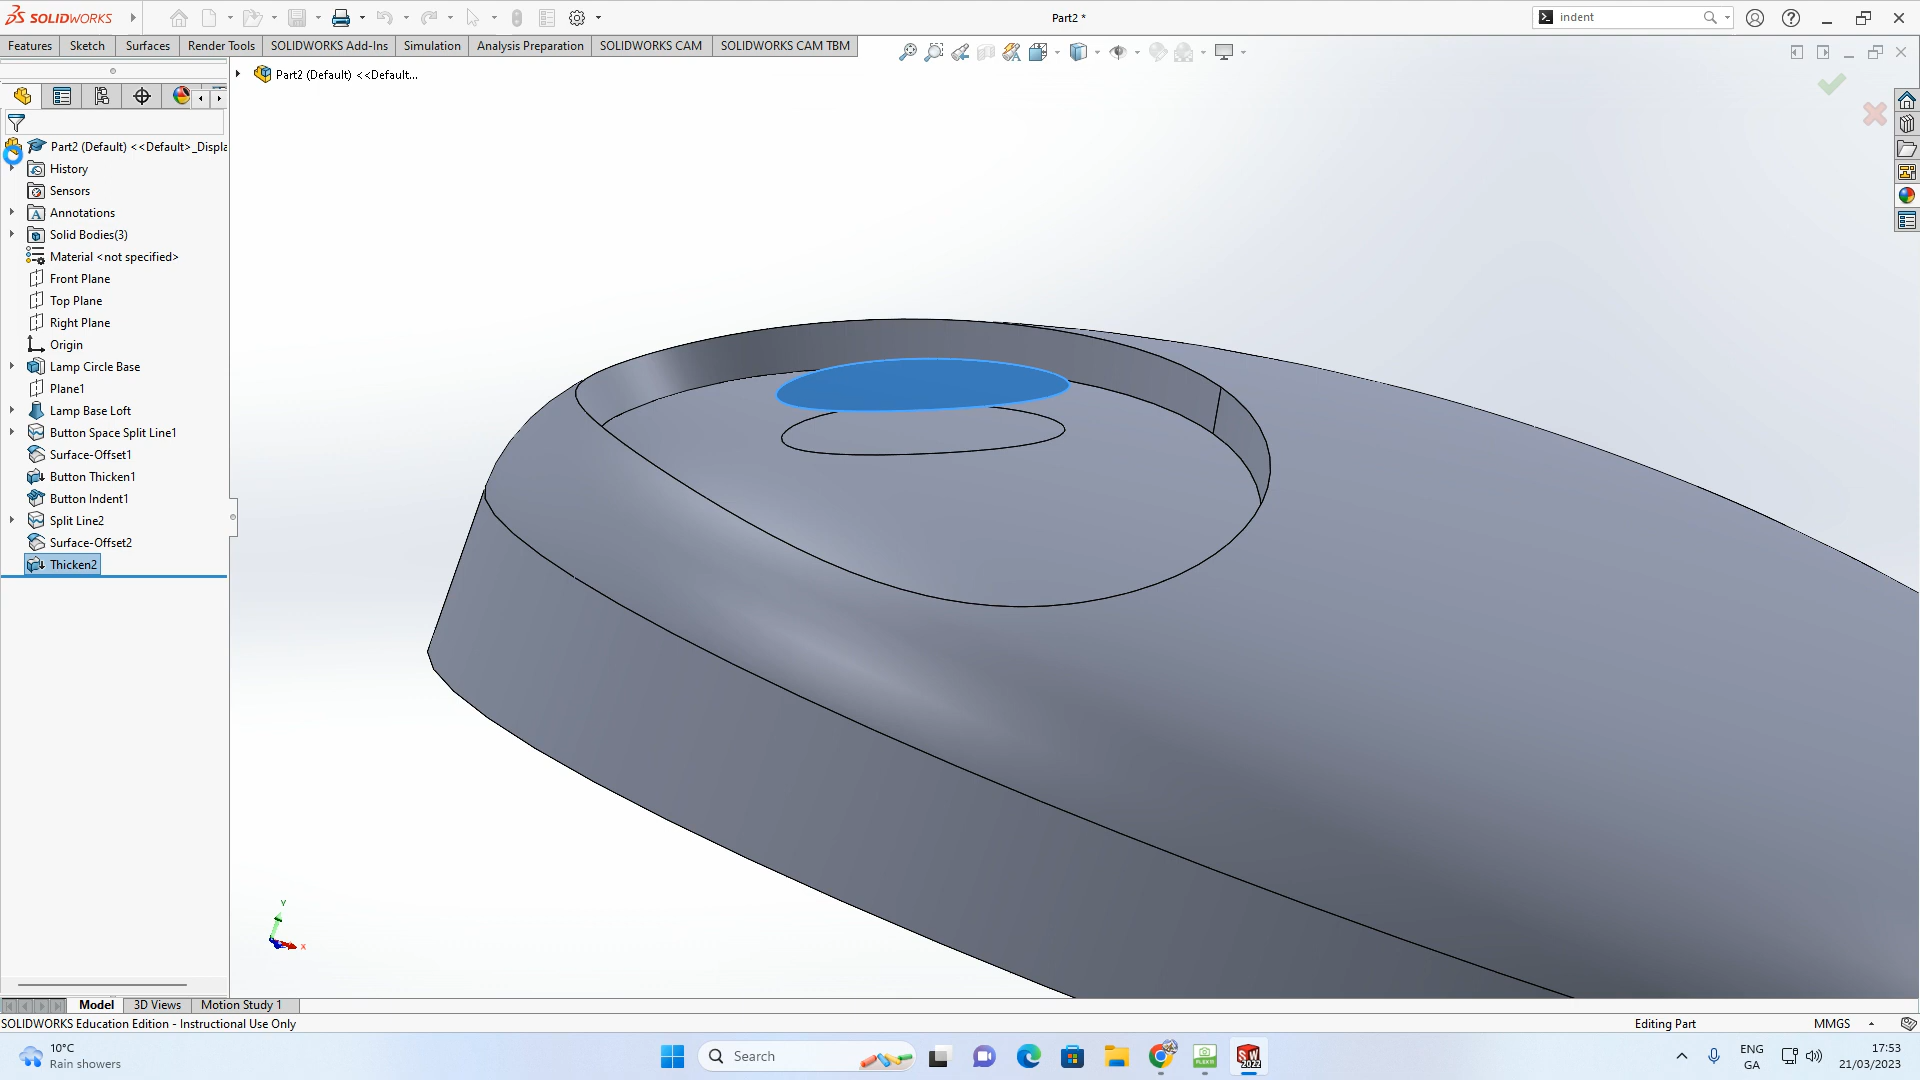 SOLIDWORKS
Part2 *
indent
Features
Sketch
Surfaces
Render Tools
SOLIDWORKS Add-Ins
Simulation
Analysis Preparation
SOLIDWORKS CAM
SOLIDWORKS CAM TBM
Part2 (Default) <<Default...
Part2 (Default) <<Default>_Displa
History
Sensors
Annotations
Solid Bodies(3)
Material <not specified>
Front Plane
Top Plane
Right Plane
Origin
Lamp Circle Base
Plane1
Lamp Base Loft
Button Space Split Line1
Surface-Offset1
Button Thicken1
Button Indent1
Split Line2
Surface-Offset2
Thicken2
Y
X
Model
3D Views
Motion Study 1
SOLIDWORKS Education Edition - Instructional Use Only
Editing Part
MMGS
10°C
Rain showers
Search
SW
2022
ENG
GA
17:53
21/03/2023